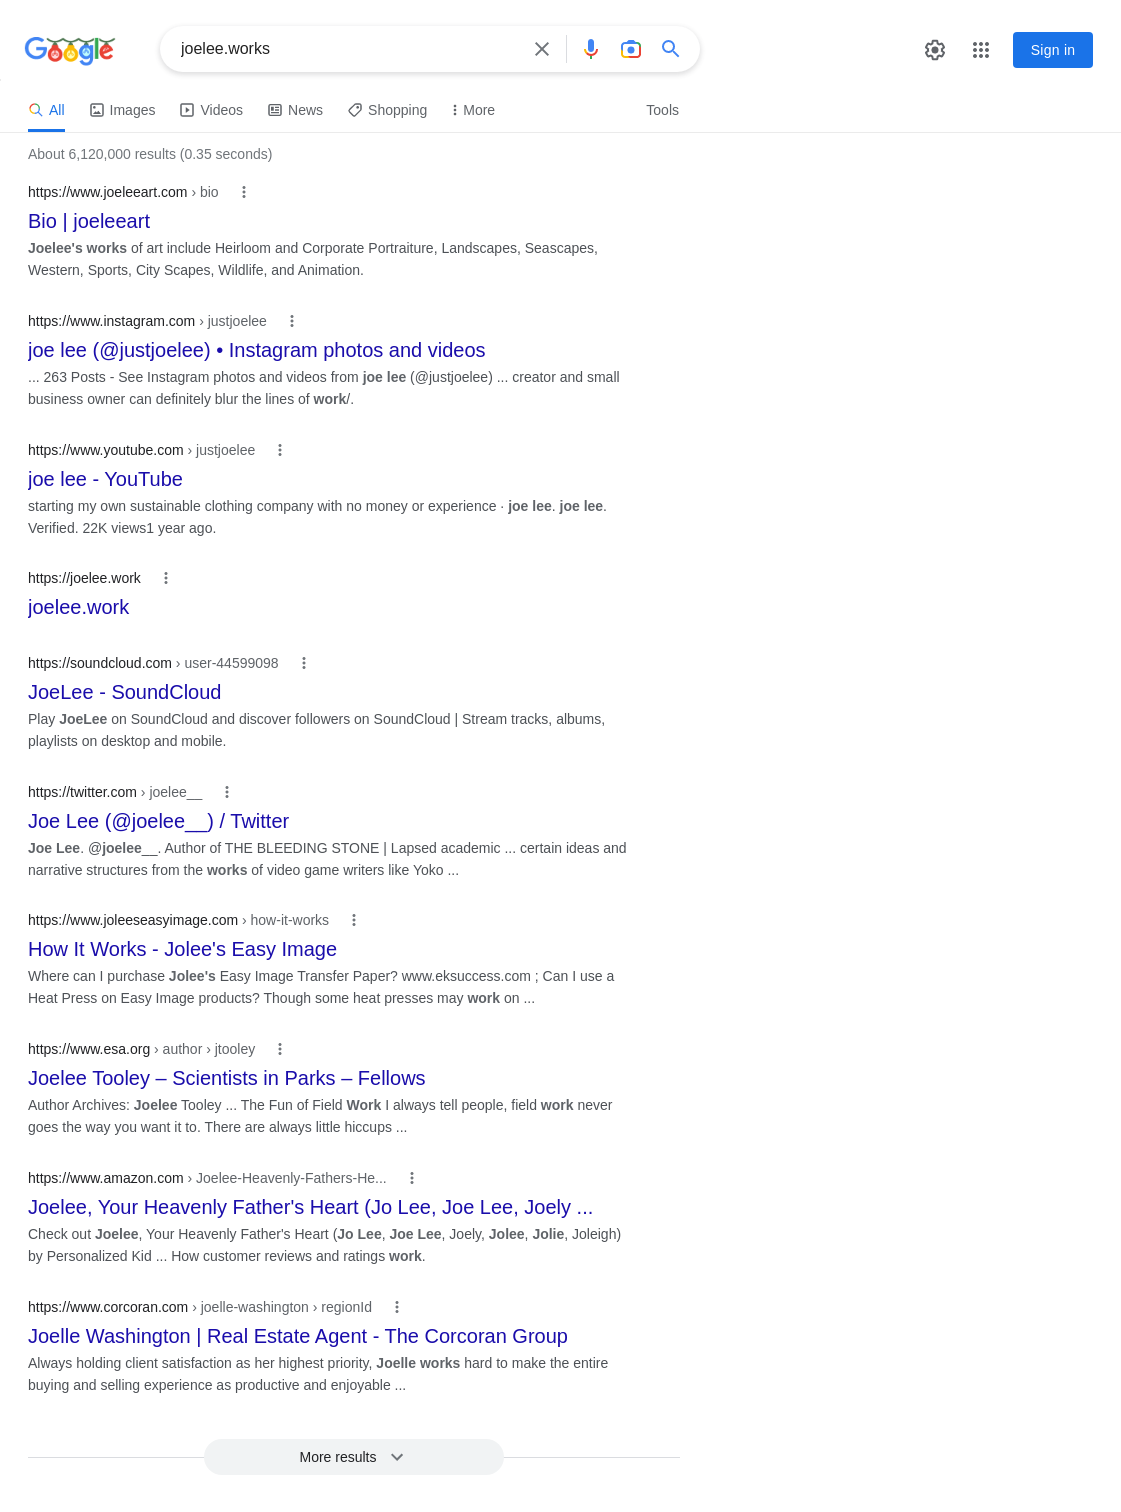 Google
joelee.works
Sign in
All Images Videos News Shopping More Tools
About 6,120,000 results (0.35 seconds)
https://www.joeleeart.com › bio
Bio | joeleeart
Joelee's works of art include Heirloom and Corporate Portraiture, Landscapes, Seascapes,
Western, Sports, City Scapes, Wildlife, and Animation.
https://www.instagram.com › justjoelee
joe lee (@justjoelee) • Instagram photos and videos
... 263 Posts - See Instagram photos and videos from joe lee (@justjoelee) ... creator and small
business owner can definitely blur the lines of work/.
https://www.youtube.com › justjoelee
joe lee - YouTube
starting my own sustainable clothing company with no money or experience · joe lee. joe lee.
Verified. 22K views1 year ago.
https://joelee.work
joelee.work
https://soundcloud.com › user-44599098
JoeLee - SoundCloud
Play JoeLee on SoundCloud and discover followers on SoundCloud | Stream tracks, albums,
playlists on desktop and mobile.
https://twitter.com › joelee__
Joe Lee (@joelee__) / Twitter
Joe Lee. @joelee__. Author of THE BLEEDING STONE | Lapsed academic ... certain ideas and
narrative structures from the works of video game writers like Yoko ...
https://www.joleeseasyimage.com › how-it-works
How It Works - Jolee's Easy Image
Where can I purchase Jolee's Easy Image Transfer Paper? www.eksuccess.com ; Can I use a
Heat Press on Easy Image products? Though some heat presses may work on ...
https://www.esa.org › author › jtooley
Joelee Tooley – Scientists in Parks – Fellows
Author Archives: Joelee Tooley ... The Fun of Field Work I always tell people, field work never
goes the way you want it to. There are always little hiccups ...
https://www.amazon.com › Joelee-Heavenly-Fathers-He...
Joelee, Your Heavenly Father's Heart (Jo Lee, Joe Lee, Joely ...
Check out Joelee, Your Heavenly Father's Heart (Jo Lee, Joe Lee, Joely, Jolee, Jolie, Joleigh)
by Personalized Kid ... How customer reviews and ratings work.
https://www.corcoran.com › joelle-washington › regionId
Joelle Washington | Real Estate Agent - The Corcoran Group
Always holding client satisfaction as her highest priority, Joelle works hard to make the entire
buying and selling experience as productive and enjoyable ...
More results